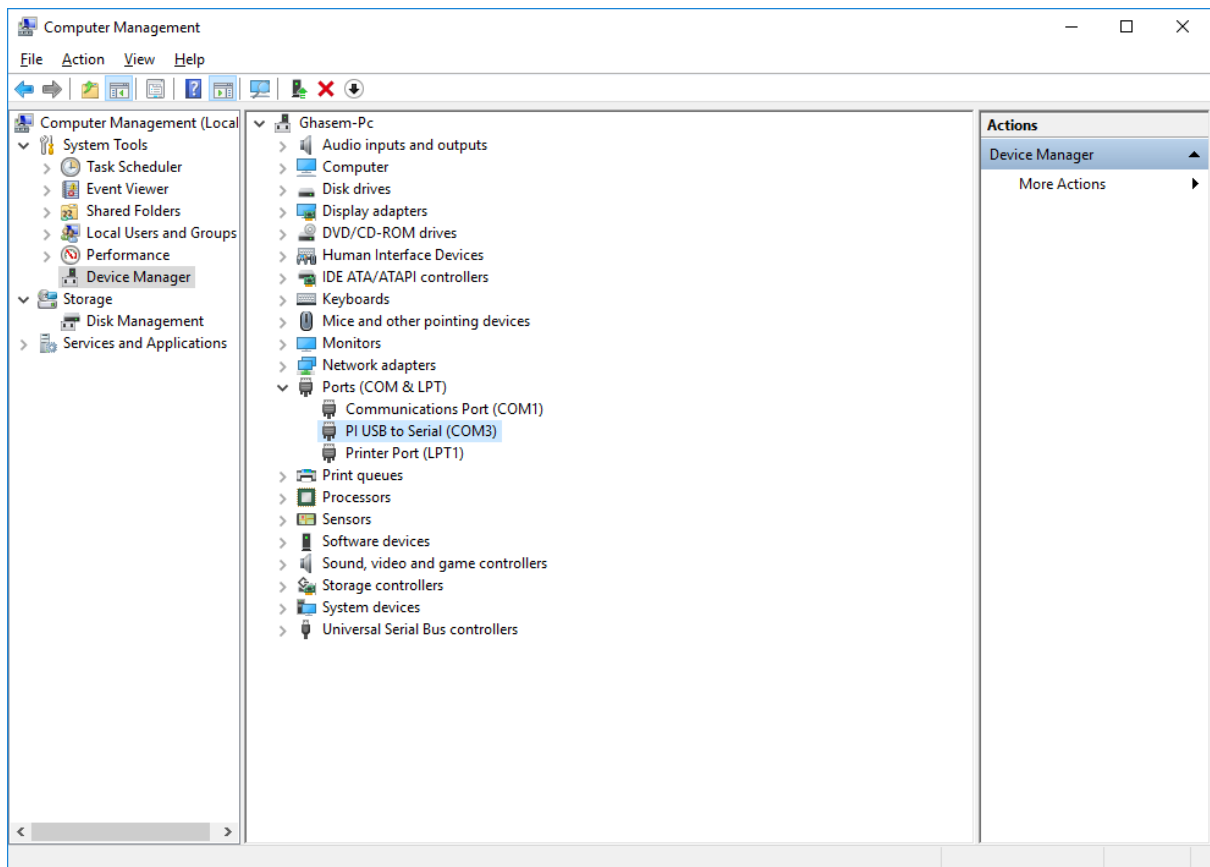 Computer Management
File Action View Help
Computer Management (Local
System Tools
Task Scheduler
Event Viewer
Shared Folders
Local Users and Groups
Performance
Device Manager
Storage
Disk Management
Services and Applications
Ghasem-Pc
Audio inputs and outputs
Computer
Disk drives
Display adapters
DVD/CD-ROM drives
Human Interface Devices
IDE ATA/ATAPI controllers
Keyboards
Mice and other pointing devices
Monitors
Network adapters
Ports (COM & LPT)
Communications Port (COM1)
PI USB to Serial (COM3)
Printer Port (LPT1)
Print queues
Processors
Sensors
Software devices
Sound, video and game controllers
Storage controllers
System devices
Universal Serial Bus controllers
Actions
Device Manager
More Actions